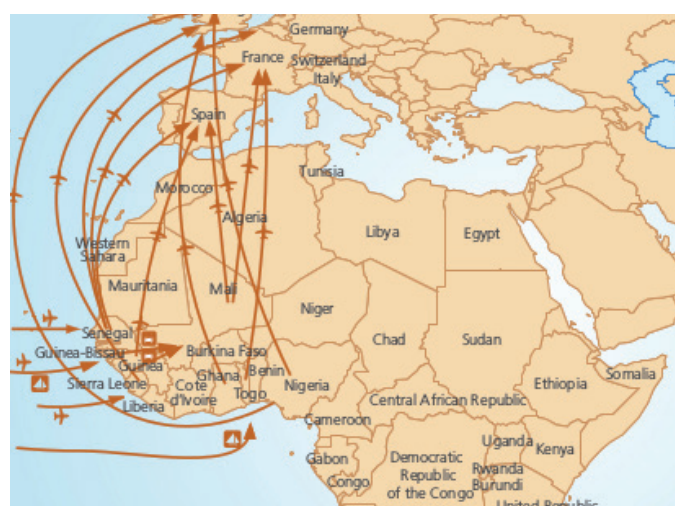 Germany
France
Switzerland
Italy
Spain
Tunisia
Morocco
Algeria
Libya
Egypt
Western
Sahara
Mauritania
Mali
Niger
Chad
Sudan
Senegal
Guinea-Bissau
Guinea
Burkina Faso
Sierra Leone
Cote
d'Ivoire
Ghana
Benin
Togo
Nigeria
Liberia
Ethiopia
Somalia
Central African Republic
Cameroon
Uganda
Kenya
Gabon
Congo
Democratic
Republic
of the Congo
Rwanda
Burundi
United Republic